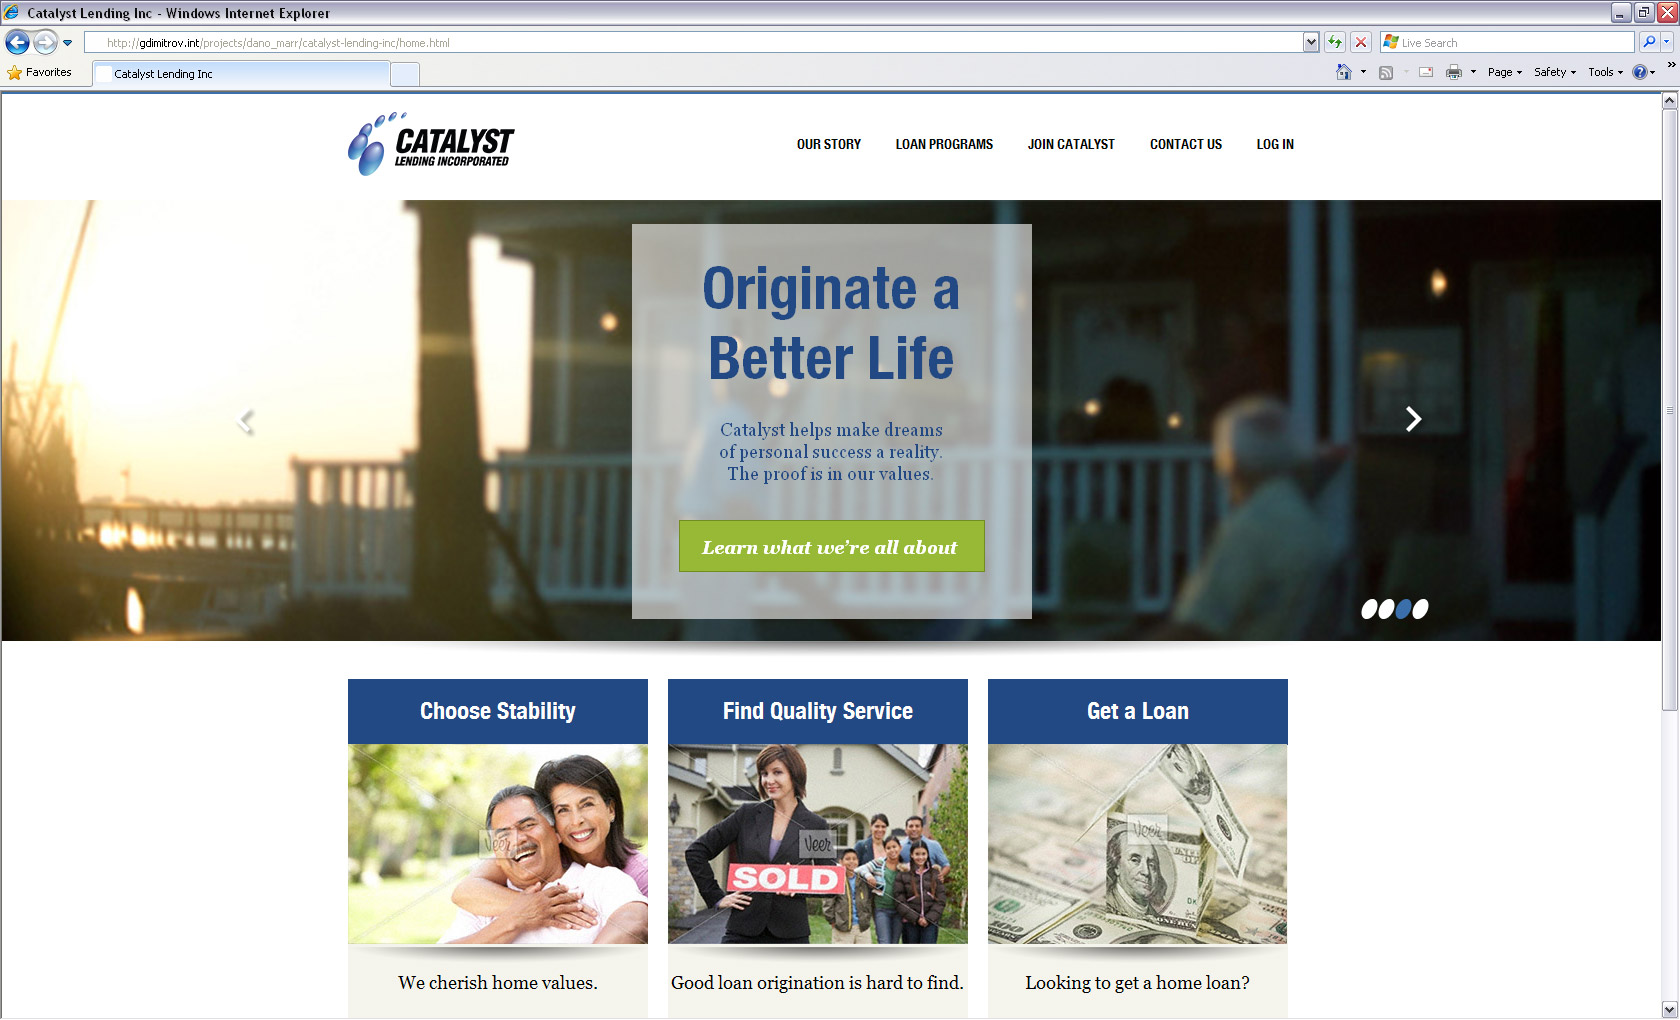 Catalyst Lending Inc - Windows Internet Explorer
http://gdimitrov.int/projects/dano_marr/catalyst-lending-inc/home.html
Live Search
Favorites
Catalyst Lending Inc
Page
Safety
Tools
CATALYST
LENDING INCORPORATED
OUR STORY
LOAN PROGRAMS
JOIN CATALYST
CONTACT US
LOG IN
Originate a
Better Life
Catalyst helps make dreams
of personal success a reality.
The proof is in our values.
Learn what we're all about
Choose Stability
Find Quality Service
Get a Loan
Veer
Veer
SOLD
Veer
We cherish home values.
Good loan origination is hard to find.
Looking to get a home loan?